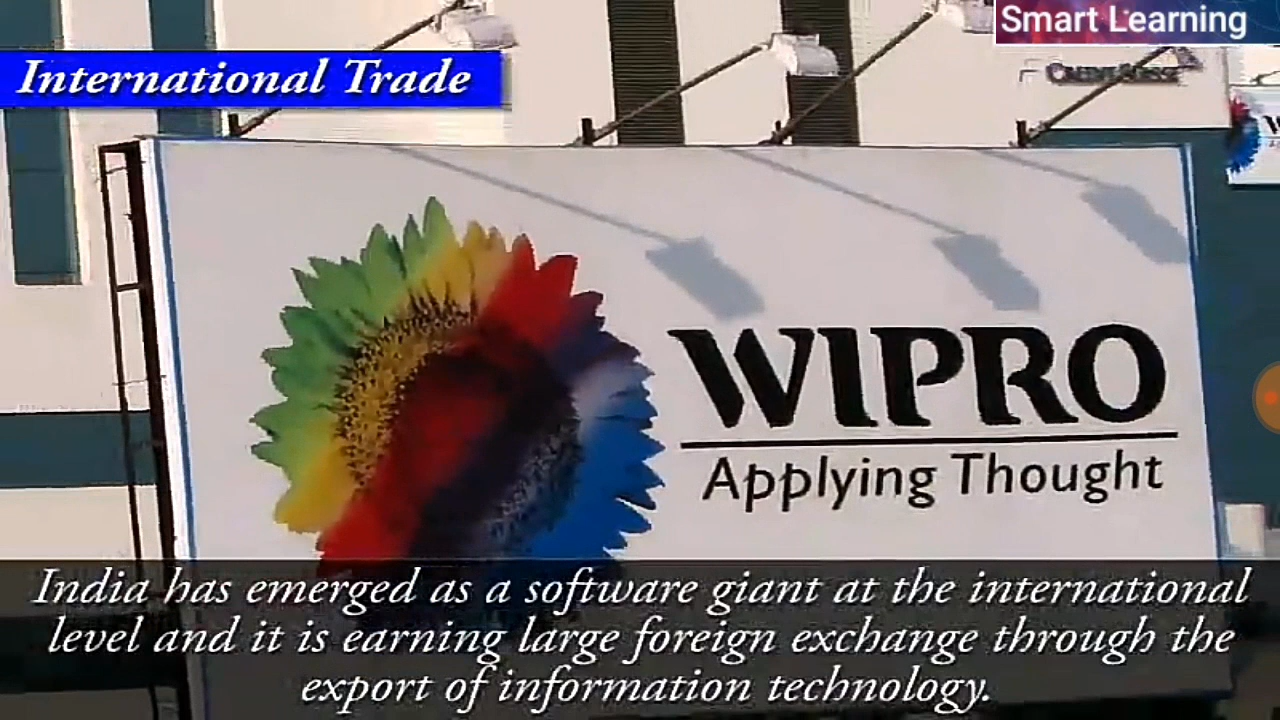 Smart Learning
International Trade
WIPRO
Applying Thought
India has emerged as a software giant at the international
level and it is earning large foreign exchange through the
export of information technology.